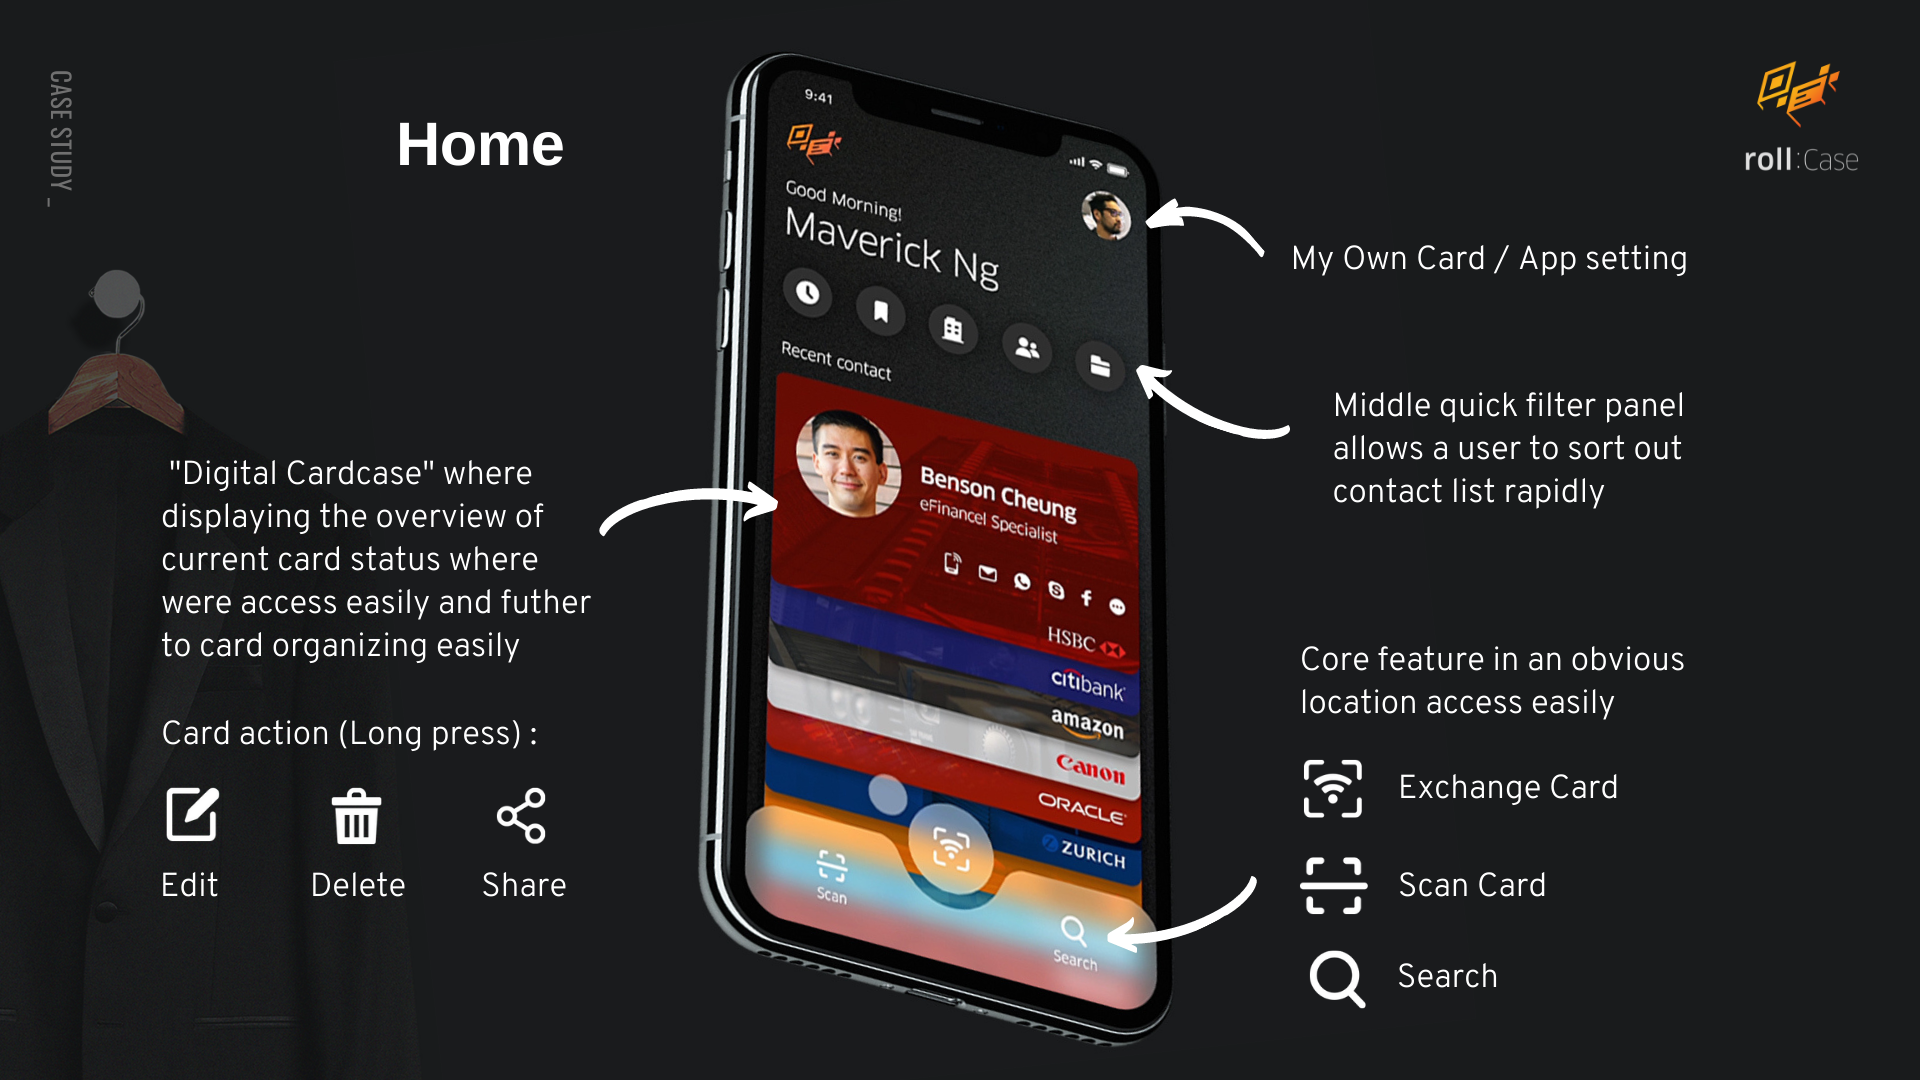 CASE STUDY _
Home
roll:Case
9:41
Good Morning!
Maverick Ng
Recent contact
Benson Cheung
eFinancel Specialist
HSBC
citibank
amazon
Canon
ORACLE
ZURICH
Scan
Search
My Own Card / App setting
Middle quick filter panel
allows a user to sort out
contact list rapidly
"Digital Cardcase" where
displaying the overview of
current card status where
were access easily and futher
to card organizing easily
Card action (Long press) :
Edit
Delete
Share
Core feature in an obvious
location access easily
Exchange Card
Scan Card
Search